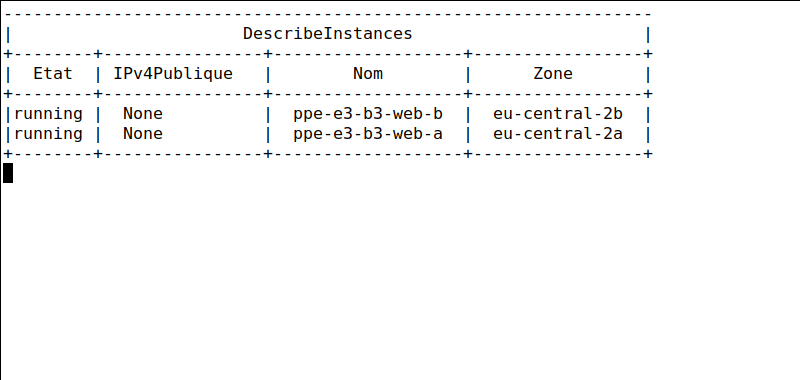 -----------------------------------------------------------------
|                       DescribeInstances                       |
+--------+----------------+-------------------+-----------------+
|  Etat  | IPv4Publique   |        Nom        |      Zone       |
+--------+----------------+-------------------+-----------------+
|running |  None          |  ppe-e3-b3-web-b  |  eu-central-2b  |
|running |  None          |  ppe-e3-b3-web-a  |  eu-central-2a  |
+--------+----------------+-------------------+-----------------+